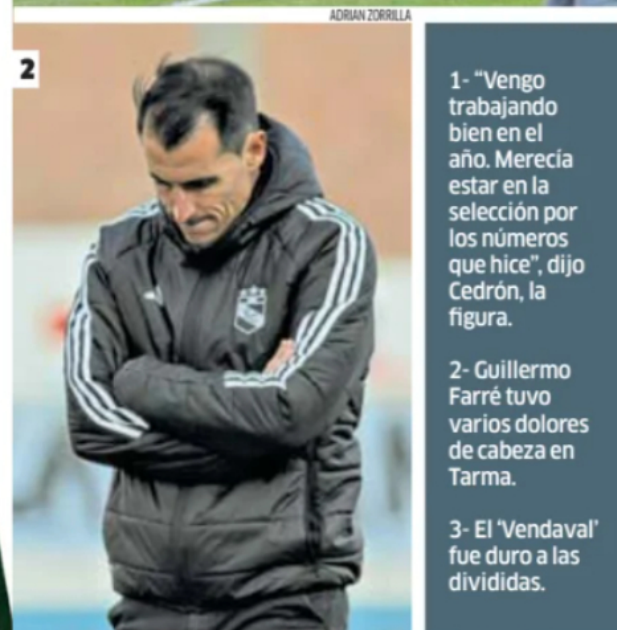 ADRIAN ZORRILLA
2
1- “Vengo
trabajando
bien en el
año. Merecía
estar en la
selección por
los números
que hice”, dijo
Cedrón, la
figura.
2- Guillermo
Farré tuvo
varios dolores
de cabeza en
Tarma.
3- El ‘Vendaval’
fue duro a las
divididas.